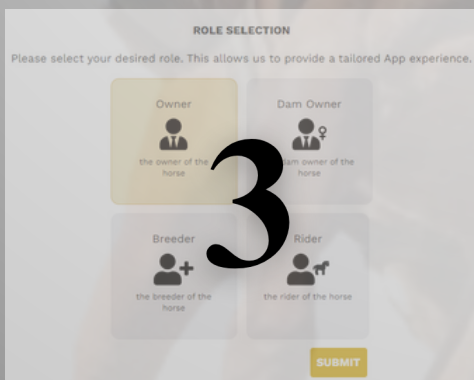 ROLE SELECTION
Please select your desired role. This allows us to provide a tailored App experience.
Owner
the owner of the
horse
Dam Owner
dam owner of the
horse
3
Breeder
the breeder of the
horse
Rider
the rider of the horse
SUBMIT